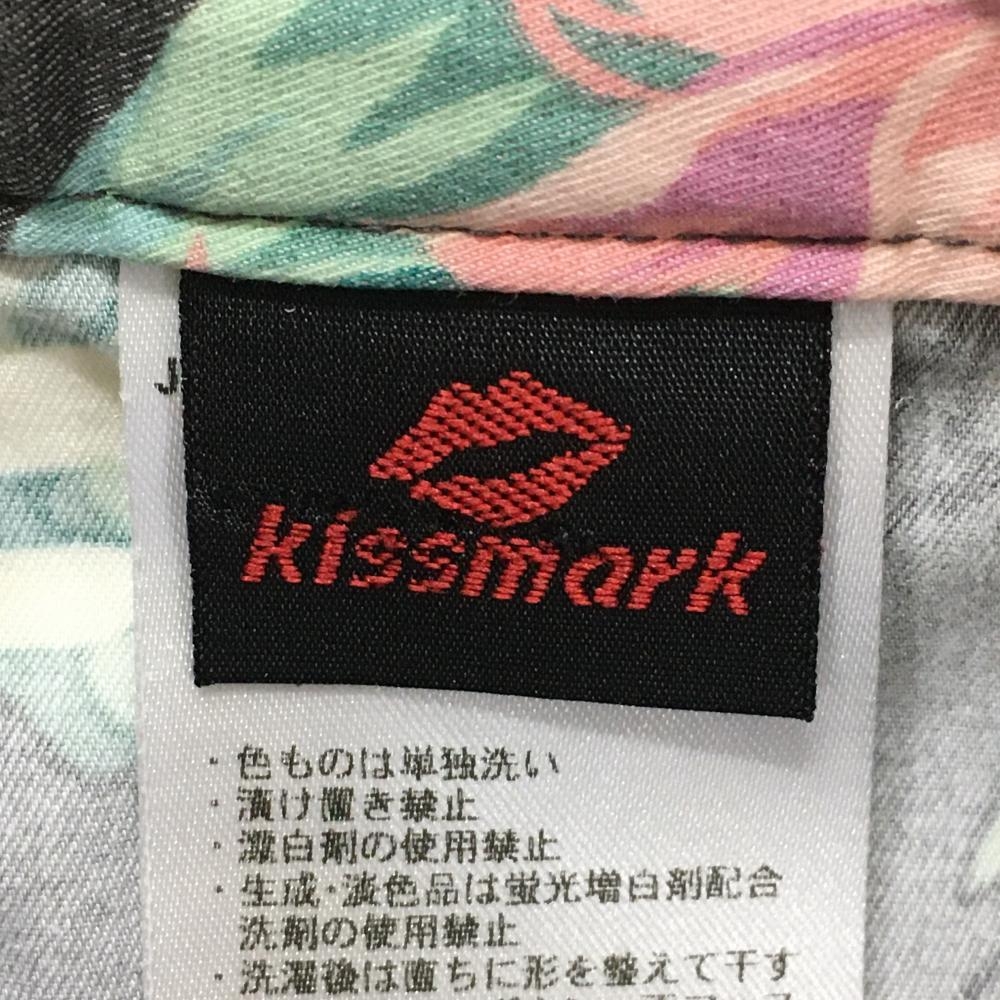 J
kissmark
・色ものは単独洗い
・漬け置き禁止
・漂白剤の使用禁止
・生成・淡色品は蛍光増白剤配合
洗剤の使用禁止
・洗濯後は直ちに形を整えて干す